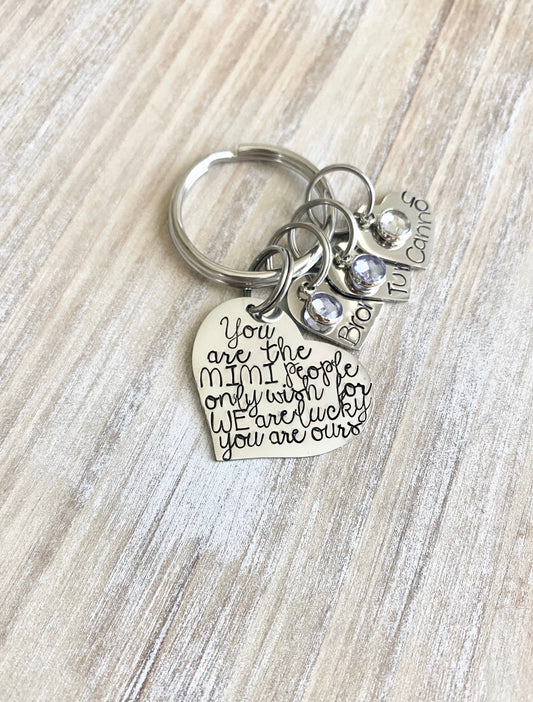 You
are the
MIMI people
only wish for
WE are lucky
you are ours